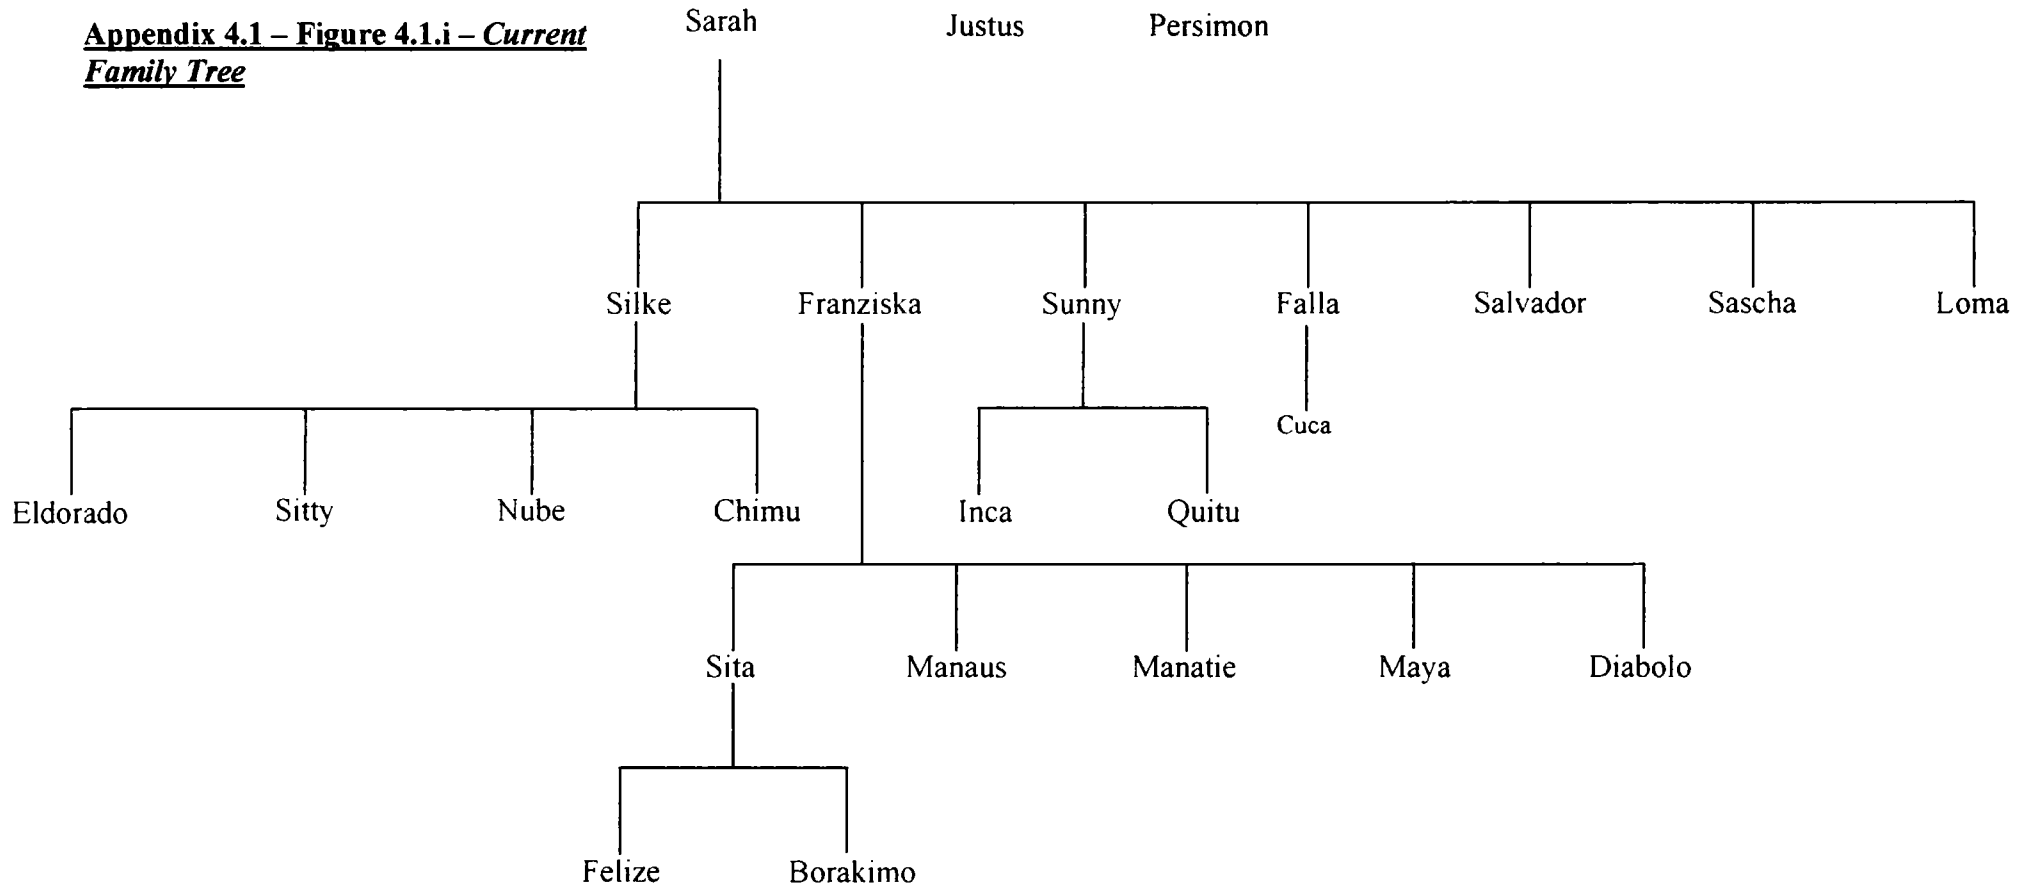 Appendix 4.1 – Figure 4.1.i – Current
Family Tree
Sarah Justus Persimon
Silke Franziska Sunny Falla Salvador Sascha Loma
Cuca
Eldorado Sitty Nube Chimu Inca Quitu
Sita Manaus Manatie Maya Diabolo
Felize Borakimo